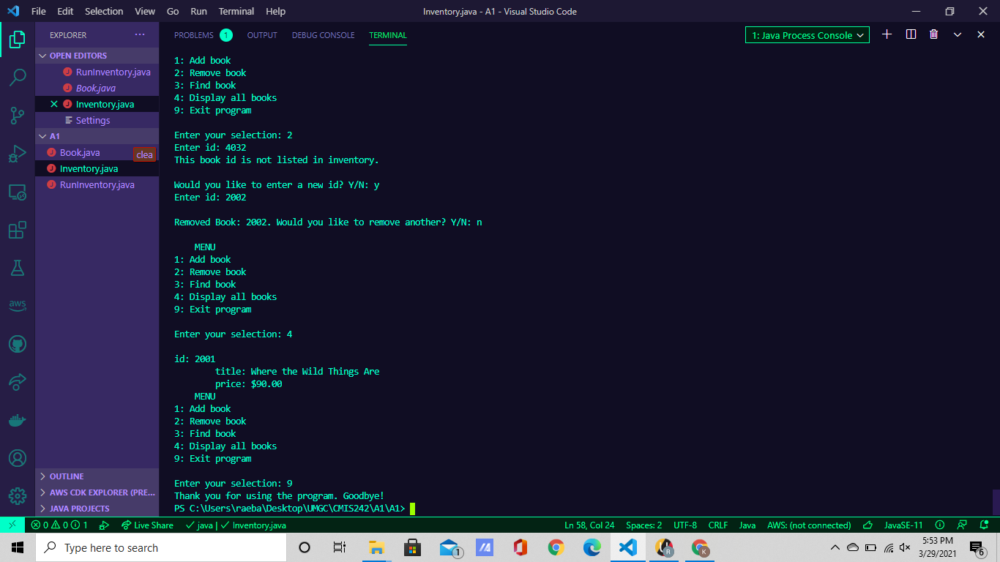 File Edit Selection View Go Run Terminal Help
Inventory.java - A1 - Visual Studio Code
EXPLORER
OPEN EDITORS
RunInventory.java
Book.java
Inventory.java
Settings
A1
Book.java
clea
Inventory.java
RunInventory.java
aws
OUTLINE
AWS CDK EXPLORER (PRE...
JAVA PROJECTS
PROBLEMS 1 OUTPUT DEBUG CONSOLE TERMINAL
1: Java Process Console
1: Add book
2: Remove book
3: Find book
4: Display all books
9: Exit program
Enter your selection: 2
Enter id: 4032
This book id is not listed in inventory.
Would you like to enter a new id? Y/N: y
Enter id: 2002
Removed Book: 2002. Would you like to remove another? Y/N: n
MENU
1: Add book
2: Remove book
3: Find book
4: Display all books
9: Exit program
Enter your selection: 4
id: 2001
title: Where the Wild Things Are
price: $90.00
MENU
1: Add book
2: Remove book
3: Find book
4: Display all books
9: Exit program
Enter your selection: 9
Thank you for using the program. Goodbye!
PS C:\Users\raeba\Desktop\UMGC\CMIS242\A1\A1>
0 0 1 Live Share java | Inventory.java
Ln 58, Col 24 Spaces: 2 UTF-8 CRLF Java AWS: (not connected) JavaSE-11
Type here to search
1
R
K
5:53 PM
3/29/2021
6